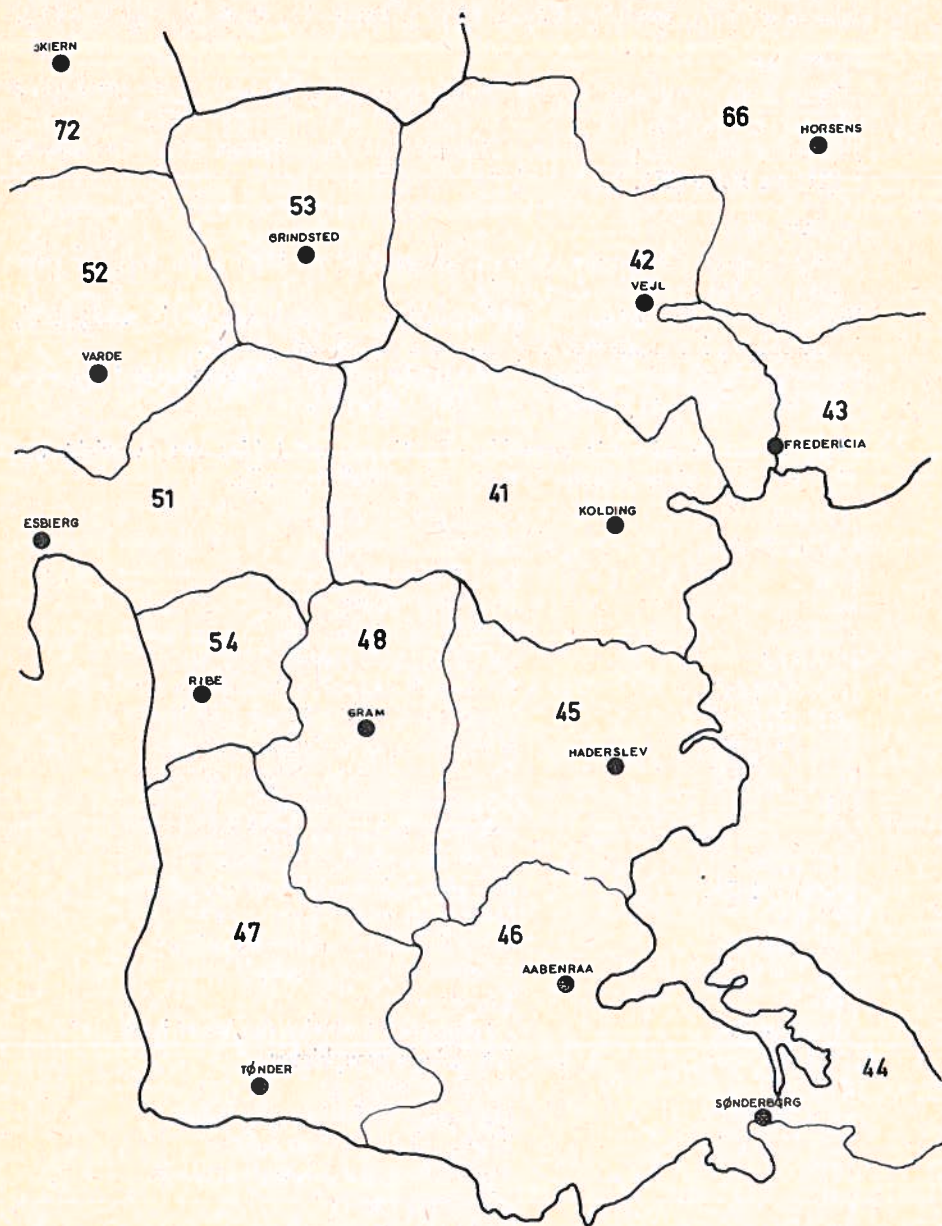 SKIERN
72
66
HORSENS
53
GRINDSTED
52
42
VEJL
VARDE
43
FREDERICIA
51
41
ESBIERG
KOLDING
54
48
RIBE
GRAM
45
HADERSLEV
47
46
AABENRAA
44
TØNDER
SØNDERBORG